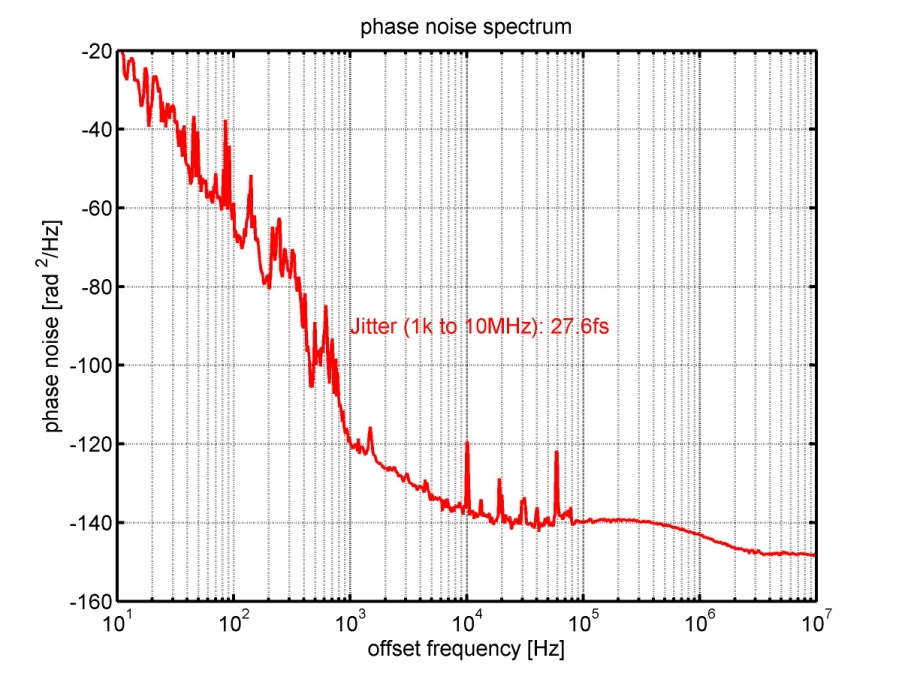 phase noise spectrum
-20
-40
-60
-80
-100
-120
-140
-160
phase noise [rad ²/Hz]
Jitter (1k to 10MHz): 27.6fs
10¹ 10² 10³ 10⁴ 10⁵ 10⁶ 10⁷
offset frequency [Hz]